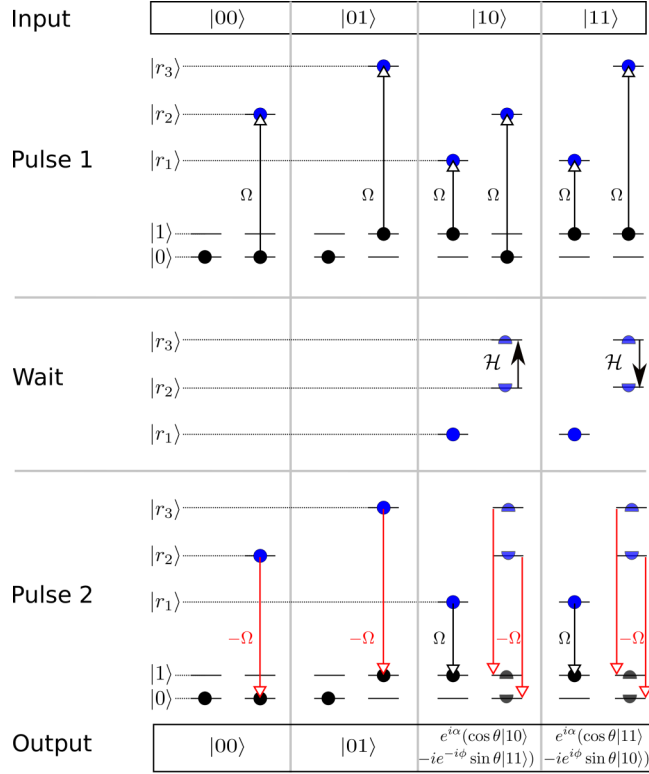 Input |00⟩ |01⟩ |10⟩ |11⟩
|r₃⟩
|r₂⟩
Pulse 1 |r₁⟩
Ω Ω Ω Ω Ω Ω
|1⟩
|0⟩
|r₃⟩
ℋ ℋ
Wait |r₂⟩
|r₁⟩
|r₃⟩
|r₂⟩
Pulse 2 |r₁⟩
−Ω −Ω Ω −Ω Ω −Ω
|1⟩
|0⟩
Output |00⟩ |01⟩ e^{iα}(cos θ|10⟩ e^{iα}(cos θ|11⟩
−ie^{−iϕ} sin θ|11⟩) −ie^{iϕ} sin θ|10⟩)